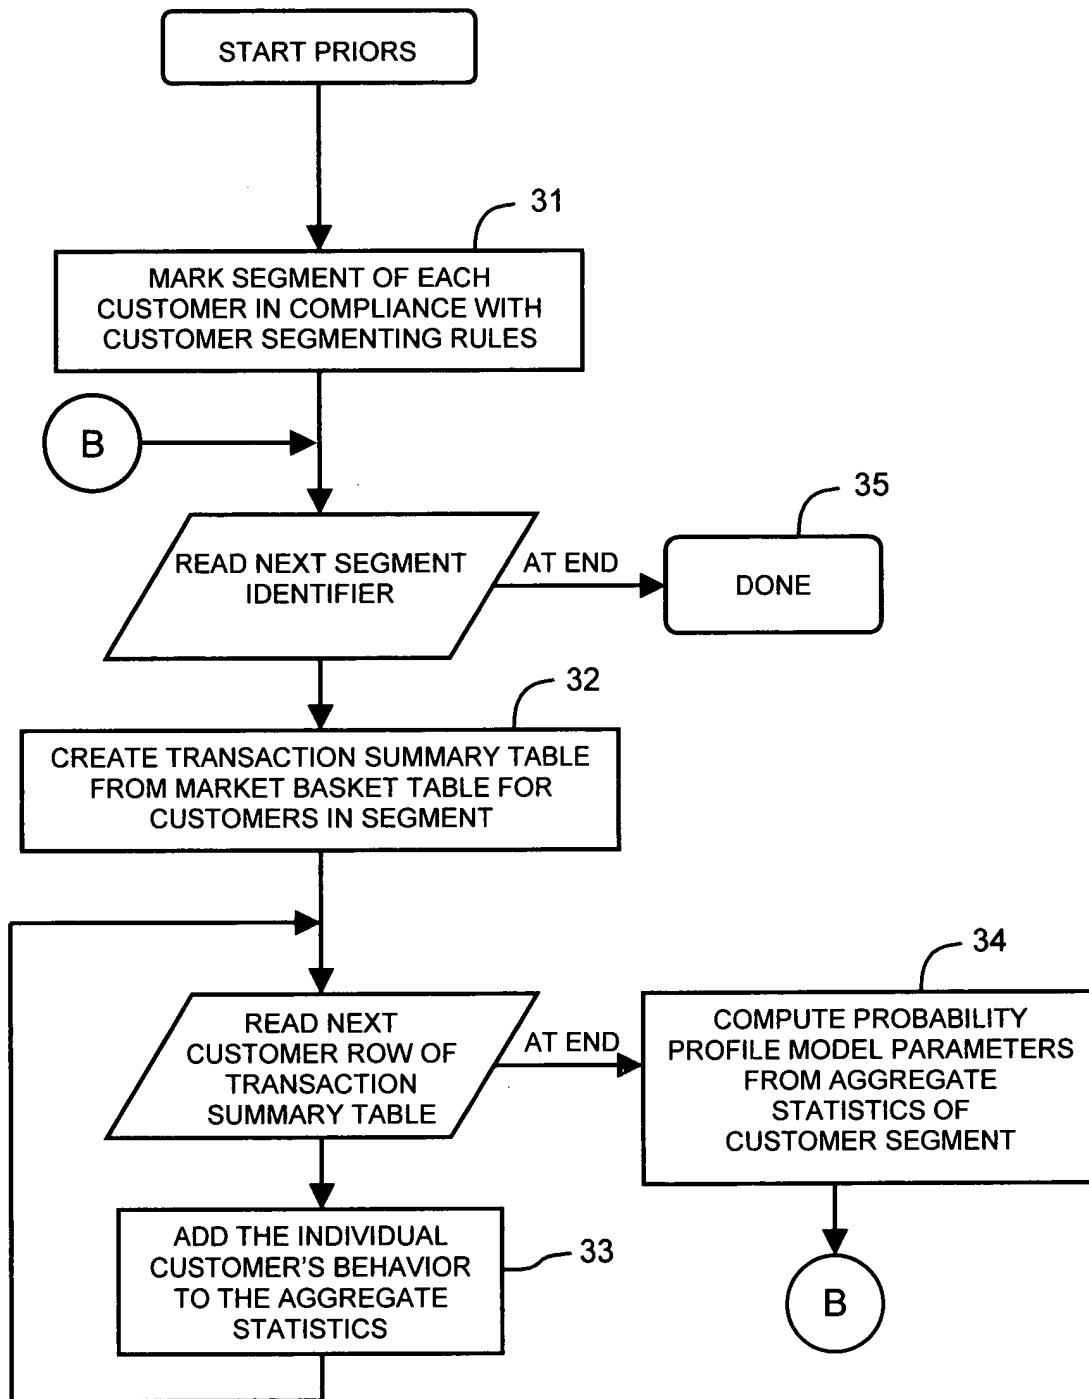 START PRIORS
31
MARK SEGMENT OF EACH
CUSTOMER IN COMPLIANCE WITH
CUSTOMER SEGMENTING RULES
B
35
READ NEXT SEGMENT
IDENTIFIER
AT END
DONE
32
CREATE TRANSACTION SUMMARY TABLE
FROM MARKET BASKET TABLE FOR
CUSTOMERS IN SEGMENT
34
READ NEXT
CUSTOMER ROW OF
TRANSACTION
SUMMARY TABLE
AT END
COMPUTE PROBABILITY
PROFILE MODEL PARAMETERS
FROM AGGREGATE
STATISTICS OF
CUSTOMER SEGMENT
33
ADD THE INDIVIDUAL
CUSTOMER'S BEHAVIOR
TO THE AGGREGATE
STATISTICS
B